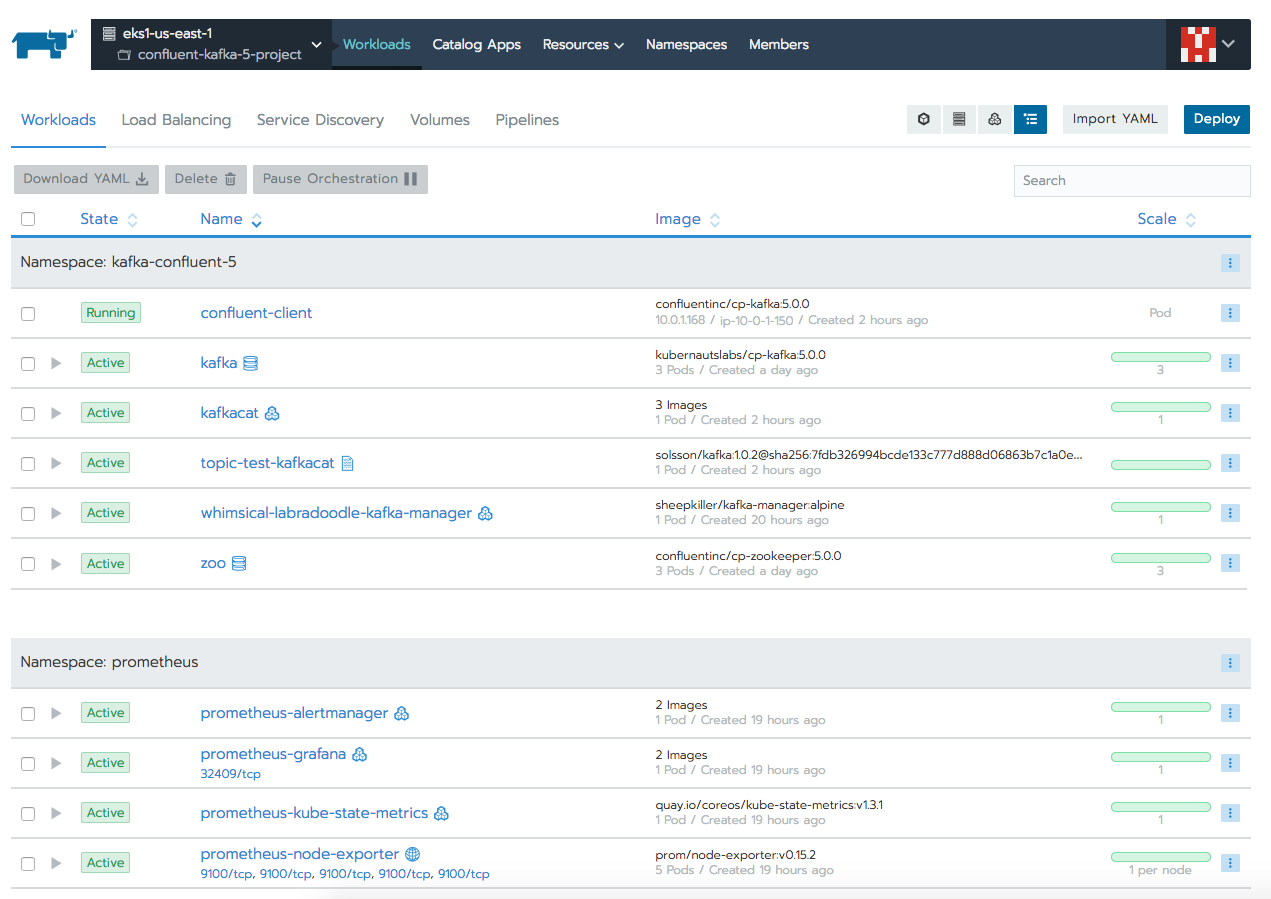 eks1-us-east-1
confluent-kafka-5-project
Workloads Catalog Apps Resources Namespaces Members
Workloads Load Balancing Service Discovery Volumes Pipelines
Import YAML Deploy
Download YAML Delete Pause Orchestration
Search
State Name Image Scale
Namespace: kafka-confluent-5
Running confluent-client confluentinc/cp-kafka:5.0.0
10.0.1.168 / ip-10-0-1-150 / Created 2 hours ago
Pod
Active kafka kubernautslabs/cp-kafka:5.0.0
3 Pods / Created a day ago
3
Active kafkacat 3 Images
1 Pod / Created 2 hours ago
1
Active topic-test-kafkacat solsson/kafka:1.0.2@sha256:7fdb326994bcde133c777d888d06863b7c1a0e...
1 Pod / Created 2 hours ago
Active whimsical-labradoodle-kafka-manager sheepkiller/kafka-manager:alpine
1 Pod / Created 20 hours ago
1
Active zoo confluentinc/cp-zookeeper:5.0.0
3 Pods / Created a day ago
3
Namespace: prometheus
Active prometheus-alertmanager 2 Images
1 Pod / Created 19 hours ago
1
Active prometheus-grafana 2 Images
32409/tcp 1 Pod / Created 19 hours ago
1
Active prometheus-kube-state-metrics quay.io/coreos/kube-state-metrics:v1.3.1
1 Pod / Created 19 hours ago
1
Active prometheus-node-exporter prom/node-exporter:v0.15.2
9100/tcp, 9100/tcp, 9100/tcp, 9100/tcp, 9100/tcp 5 Pods / Created 19 hours ago
1 per node